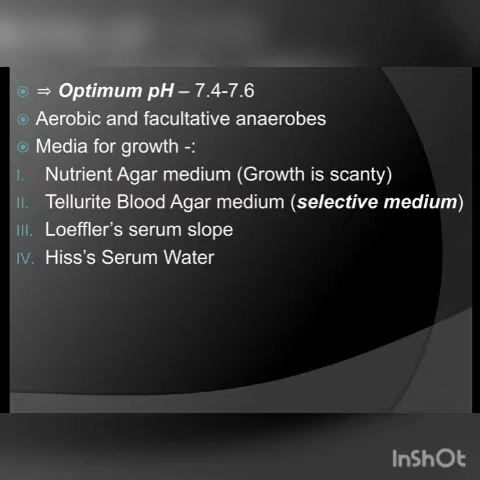 ⇒ Optimum pH – 7.4-7.6
Aerobic and facultative anaerobes
Media for growth -:
I. Nutrient Agar medium (Growth is scanty)
II. Tellurite Blood Agar medium (selective medium)
III. Loeffler's serum slope
IV. Hiss's Serum Water
InShOt